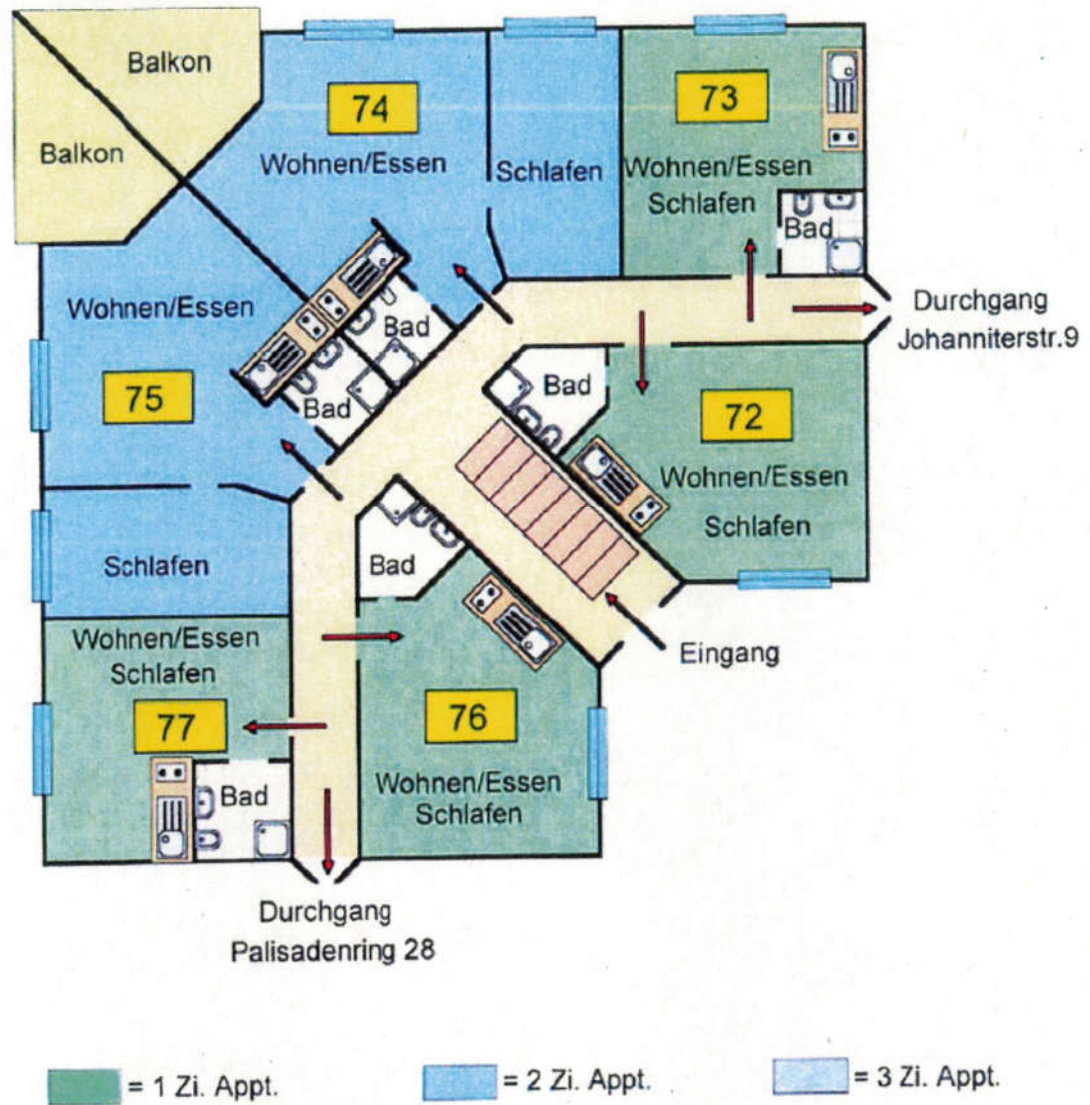 Balkon
Balkon
74
Wohnen/Essen
Schlafen
73
Wohnen/Essen
Schlafen
Bad
Durchgang
Johanniterstr.9
Wohnen/Essen
75
Bad
Bad
Schlafen
Bad
72
Wohnen/Essen
Schlafen
Bad
Eingang
Wohnen/Essen
Schlafen
77
Bad
76
Wohnen/Essen
Schlafen
Durchgang
Palisadenring 28
= 1 Zi. Appt.
= 2 Zi. Appt.
= 3 Zi. Appt.